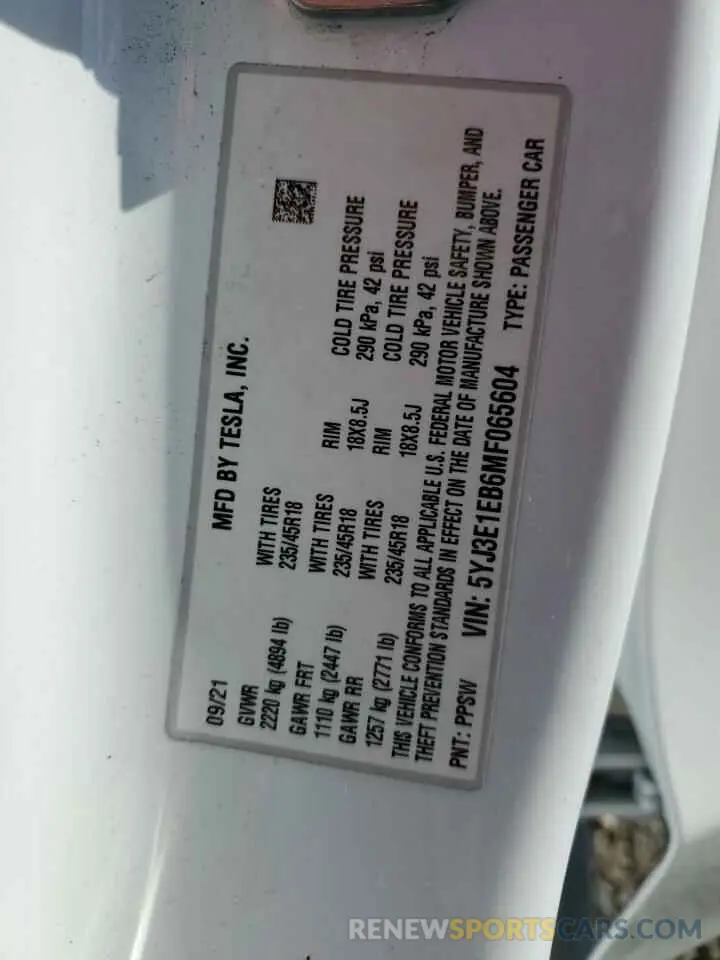 MFD BY TESLA, INC.
09/21
GVWR WITH TIRES RIM COLD TIRE PRESSURE
2220 kg (4894 lb) 235/45R18 18X8.5J 290 kPa, 42 psi
GAWR FRT WITH TIRES RIM COLD TIRE PRESSURE
1110 kg (2447 lb) 235/45R18 18X8.5J 290 kPa, 42 psi
GAWR RR WITH TIRES
1257 kg (2771 lb) 235/45R18
THIS VEHICLE CONFORMS TO ALL APPLICABLE U.S. FEDERAL MOTOR VEHICLE SAFETY, BUMPER, AND
THEFT PREVENTION STANDARDS IN EFFECT ON THE DATE OF MANUFACTURE SHOWN ABOVE.
PNT: PPSW VIN: 5YJ3E1EB6MF065604 TYPE: PASSENGER CAR
RENEWSPORTSCARS.COM